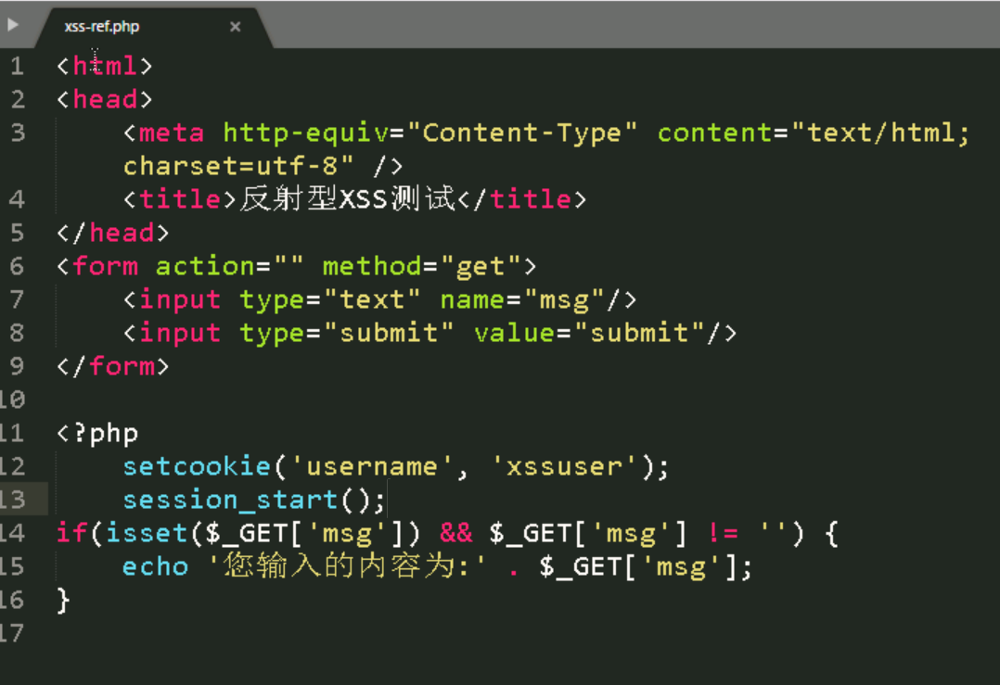 xss-ref.php ×
1 <html>
2 <head>
3     <meta http-equiv="Content-Type" content="text/html;
    charset=utf-8" />
4     <title>反射型XSS测试</title>
5 </head>
6 <form action="" method="get">
7     <input type="text" name="msg"/>
8     <input type="submit" value="submit"/>
9 </form>
10
11 <?php
12     setcookie('username', 'xssuser');
13     session_start();
14 if(isset($_GET['msg']) && $_GET['msg'] != '') {
15     echo '您输入的内容为:' . $_GET['msg'];
16 }
17